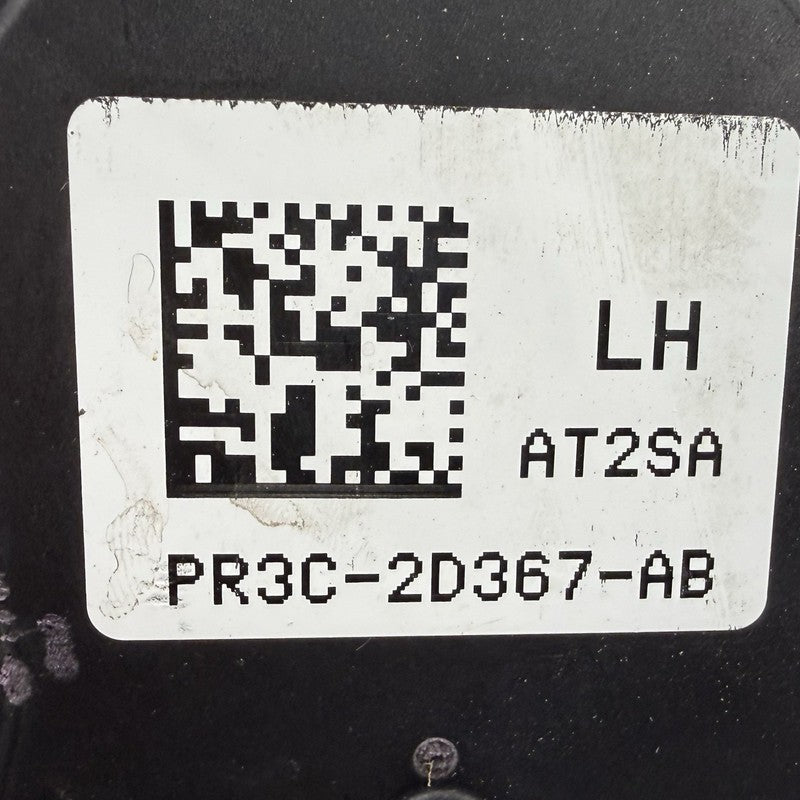 LH
AT2SA
PR3C-2D367-AB